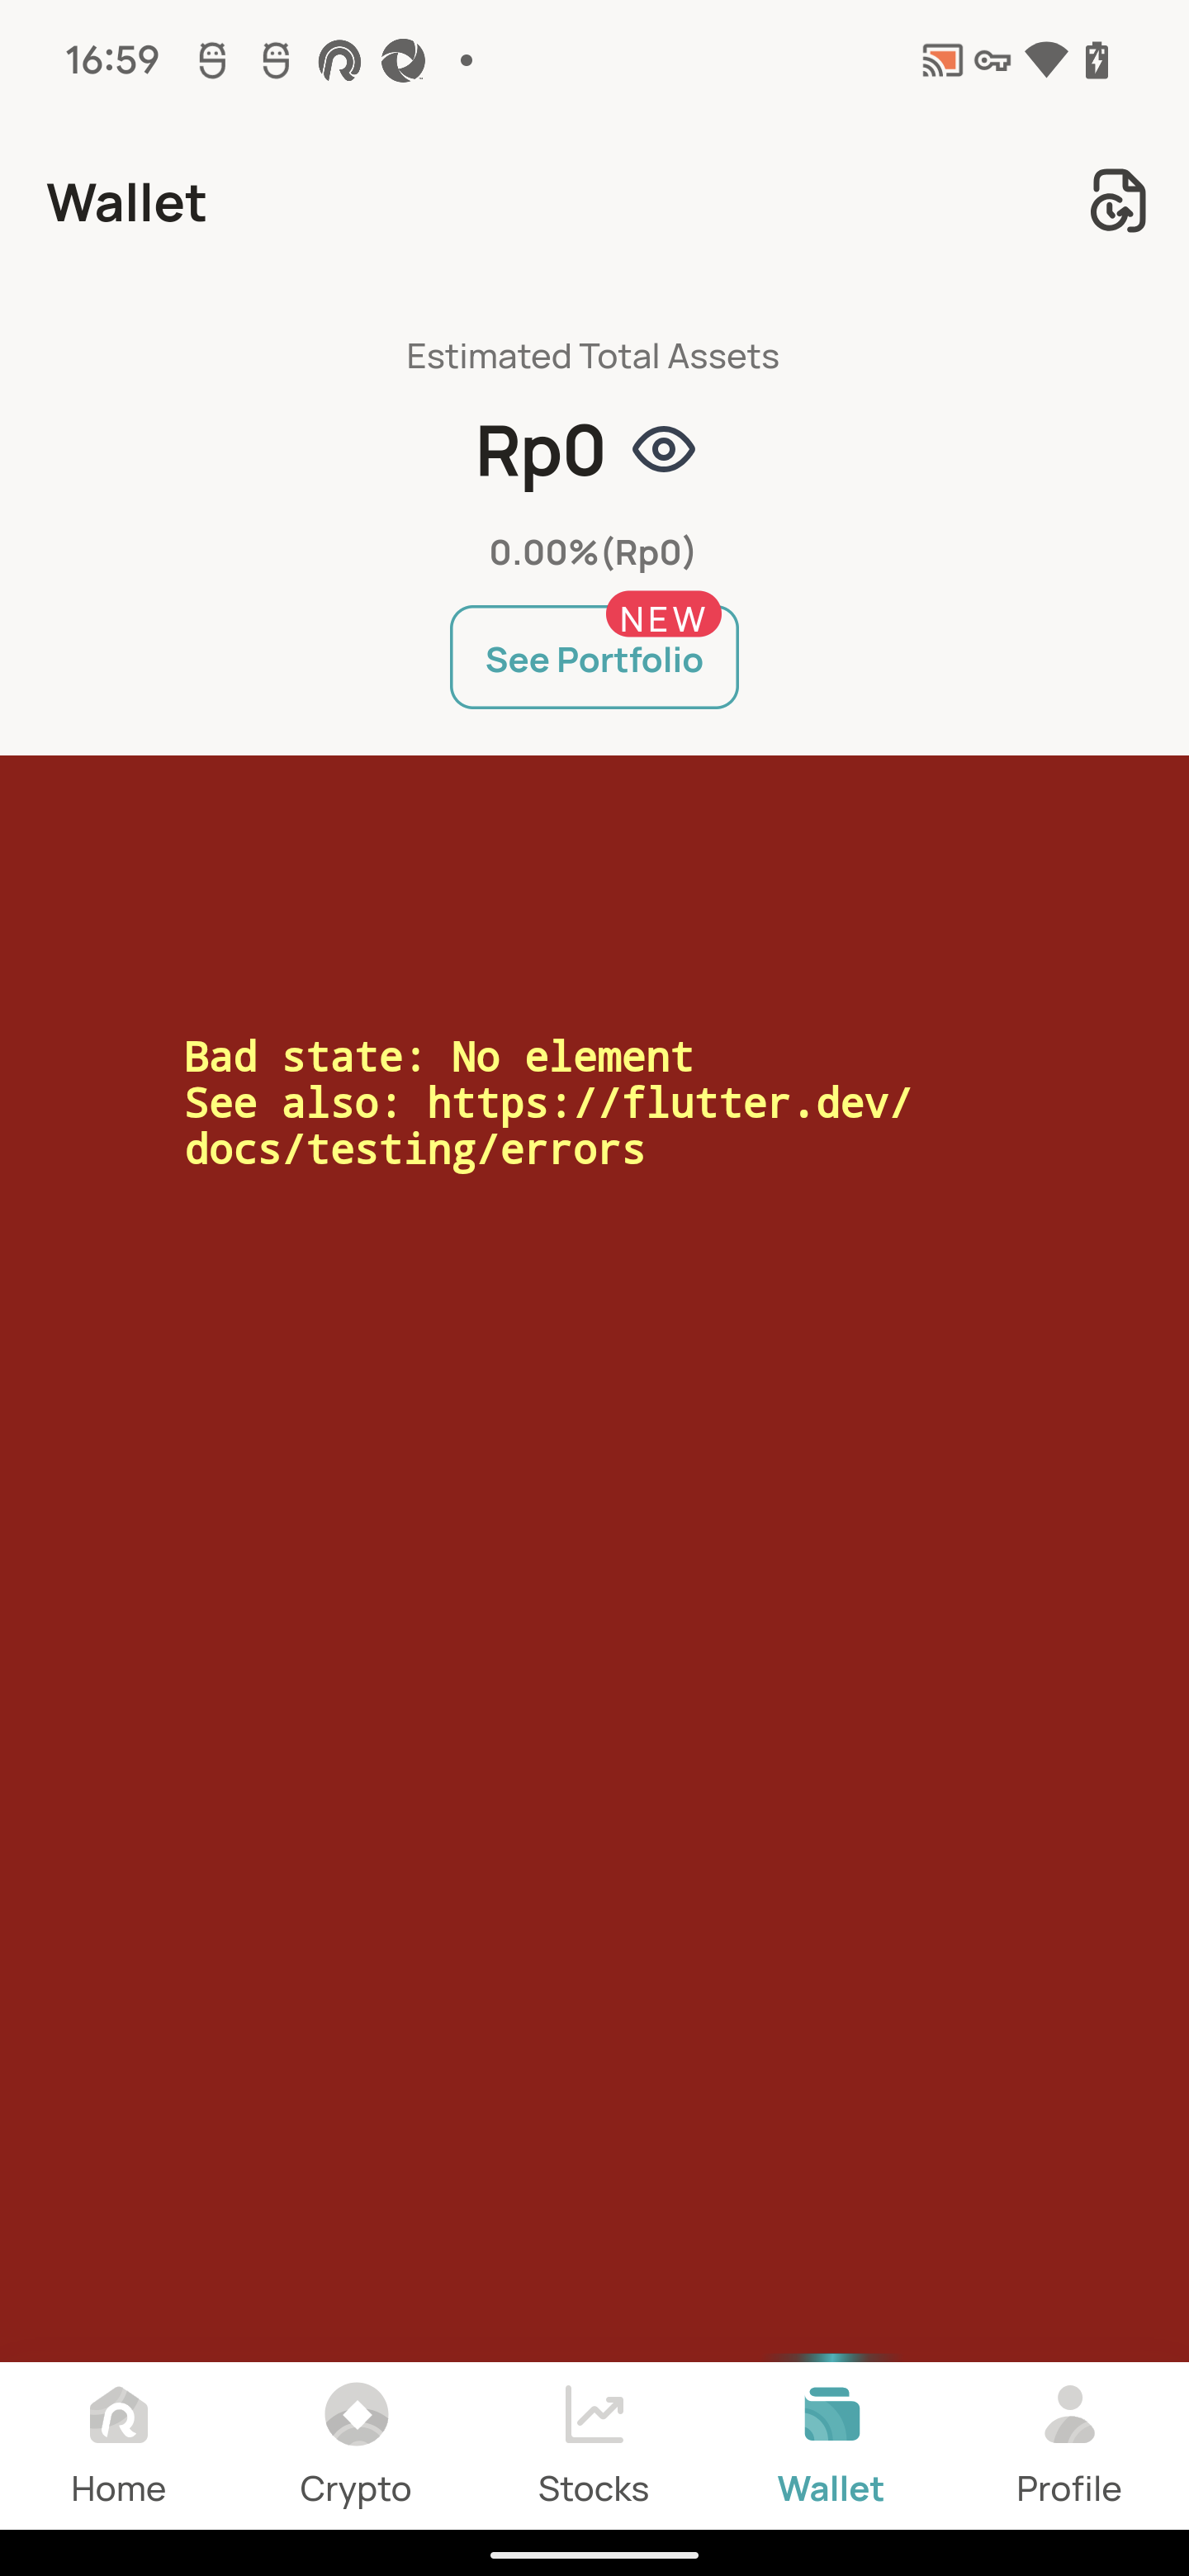 16:59
Wallet
Estimated Total Assets
Rp0
0.00%(Rp0)
NEW
See Portfolio
Bad state: No element
See also: https://flutter.dev/
docs/testing/errors
Home
Crypto
Stocks
Wallet
Profile